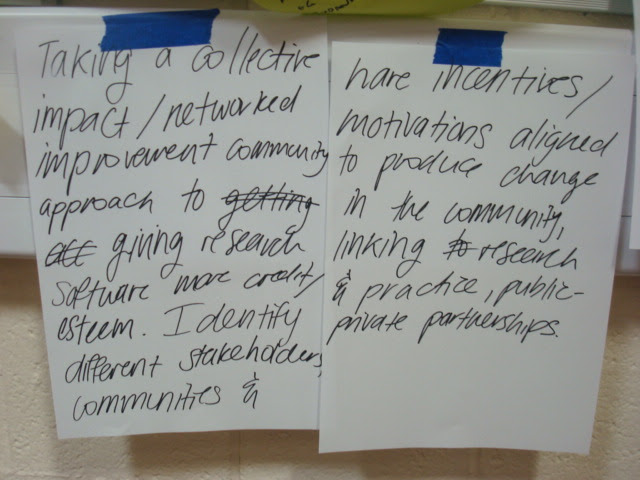 Taking a collective
impact/networked
improvement community
approach to getting
all giving research
software more credit/
esteem. Identify
different stakeholders,
communities &
have incentives/
motivations aligned
to produce change
in the community,
linking to research
& practice, public-
private partnerships.